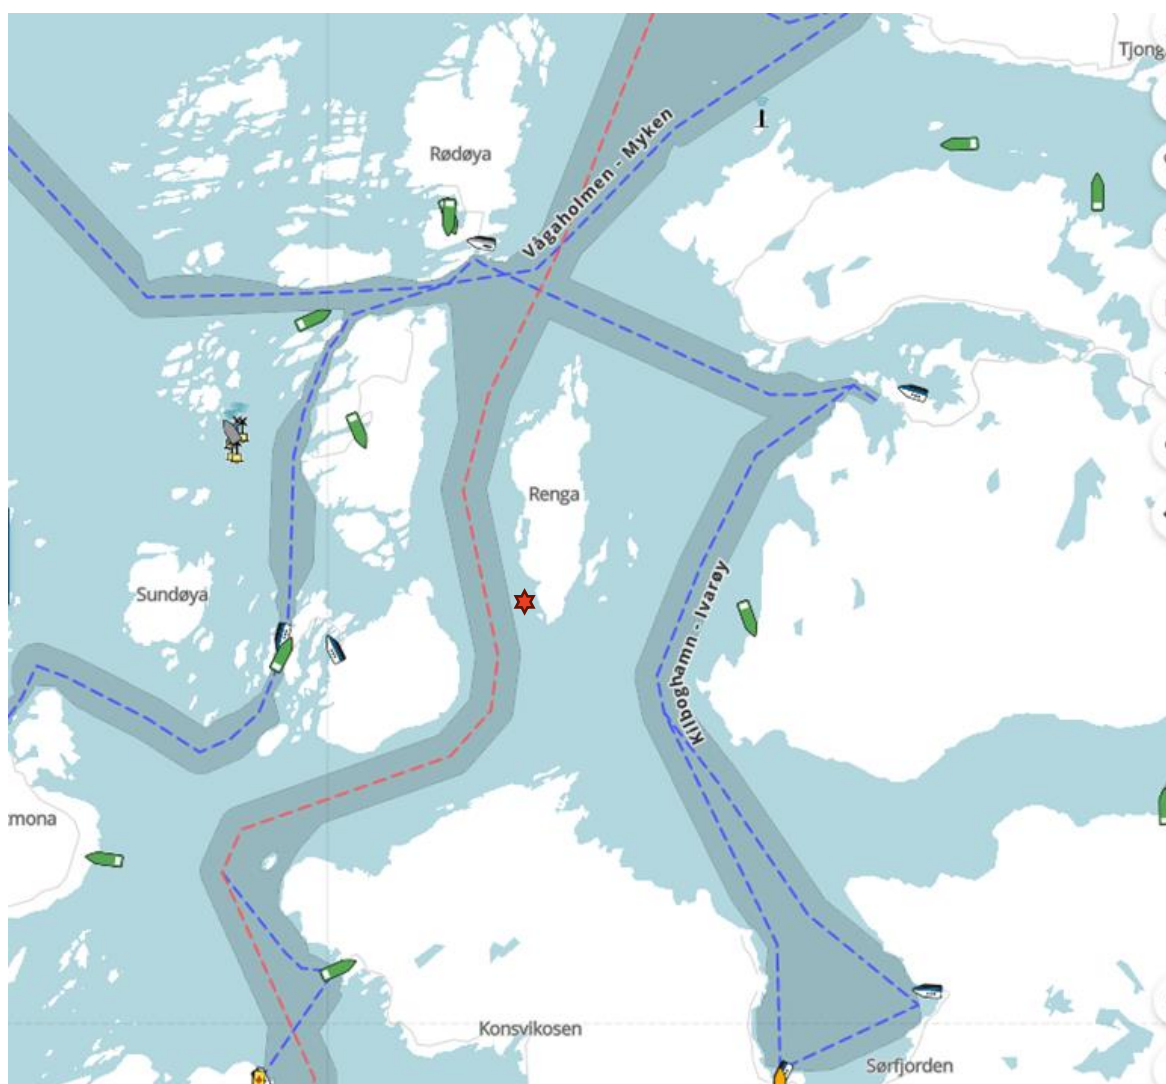 Tjong
Rødøya
Vågaholmen - Myken
Renga
Sundøya
Kilboghamn - Ivarøy
mona
Konsvikosen
Sørfjorden